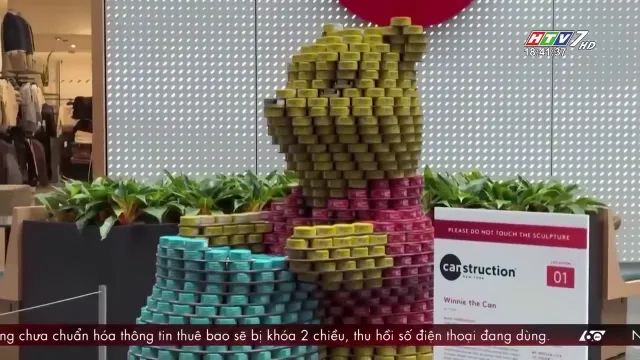 HTV7 HD
18:41:37
PLEASE DO NOT TOUCH THE SCULPTURE
canstruction
NEW YORK
LOCATION
01
Winnie the Can
ng chưa chuẩn hóa thông tin thuê bao sẽ bị khóa 2 chiều, thu hồi số điện thoại đang dùng.
60
N